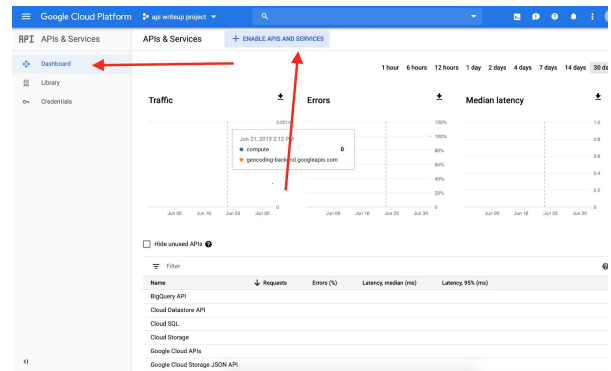 Google Cloud Platform api writeup project
API APIs & Services
APIs & Services + ENABLE APIS AND SERVICES
Dashboard
Library
Credentials
1 hour 6 hours 12 hours 1 day 2 days 4 days 7 days 14 days 30 da
Traffic
Errors
Median latency
0.001
Jun 21, 2019 2:12 PM
compute 0
geocoding-backend.googleapis.com
0
Jun 09 Jun 16 Jun 23 Jun 30
120%
100%
80%
60%
40%
20%
0
Jun 09 Jun 16 Jun 23 Jun 30
1.0
0.8
0.6
0.4
0.2
0
Jun 09 Jun 16 Jun 23 Jun 30
Hide unused APIs
Filter
Name Requests Errors (%) Latency, median (ms) Latency, 95% (ms)
BigQuery API
Cloud Datastore API
Cloud SQL
Cloud Storage
Google Cloud APIs
Google Cloud Storage JSON API